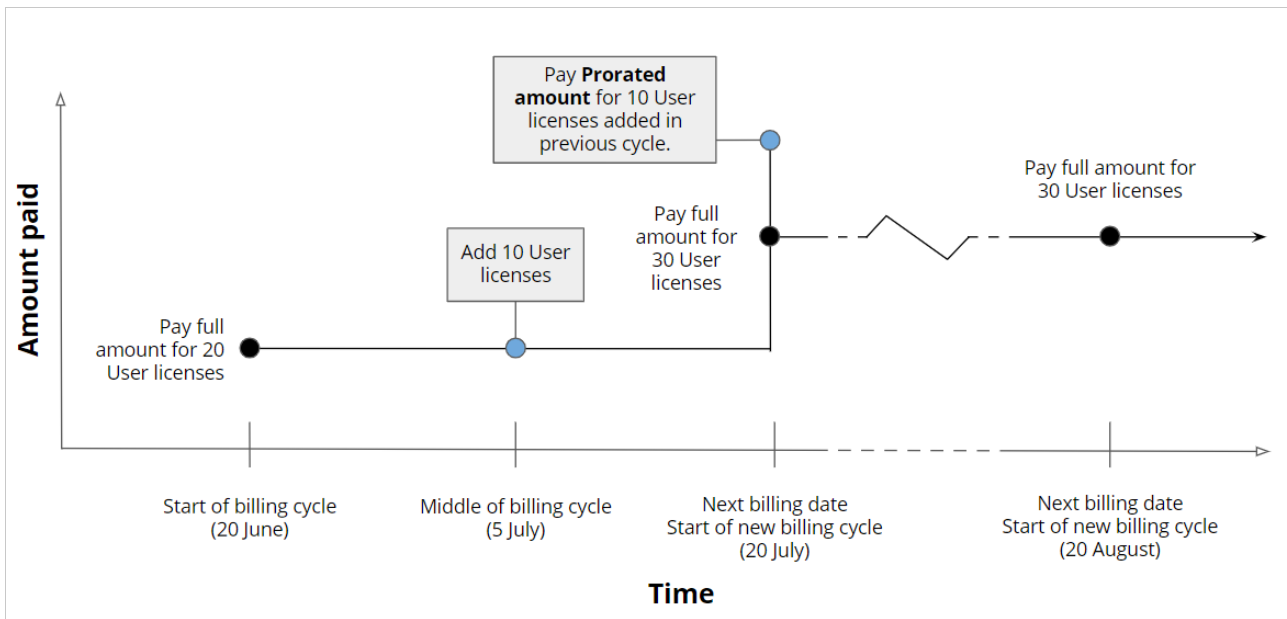 Pay Prorated
amount for 10 User
licenses added in
previous cycle.
Pay full amount for
30 User licenses
Pay full
amount for
30 User
licenses
Add 10 User
licenses
Pay full
amount for 20
User licenses
Amount paid
Start of billing cycle
(20 June)
Middle of billing cycle
(5 July)
Next billing date
Start of new billing cycle
(20 July)
Next billing date
Start of new billing cycle
(20 August)
Time